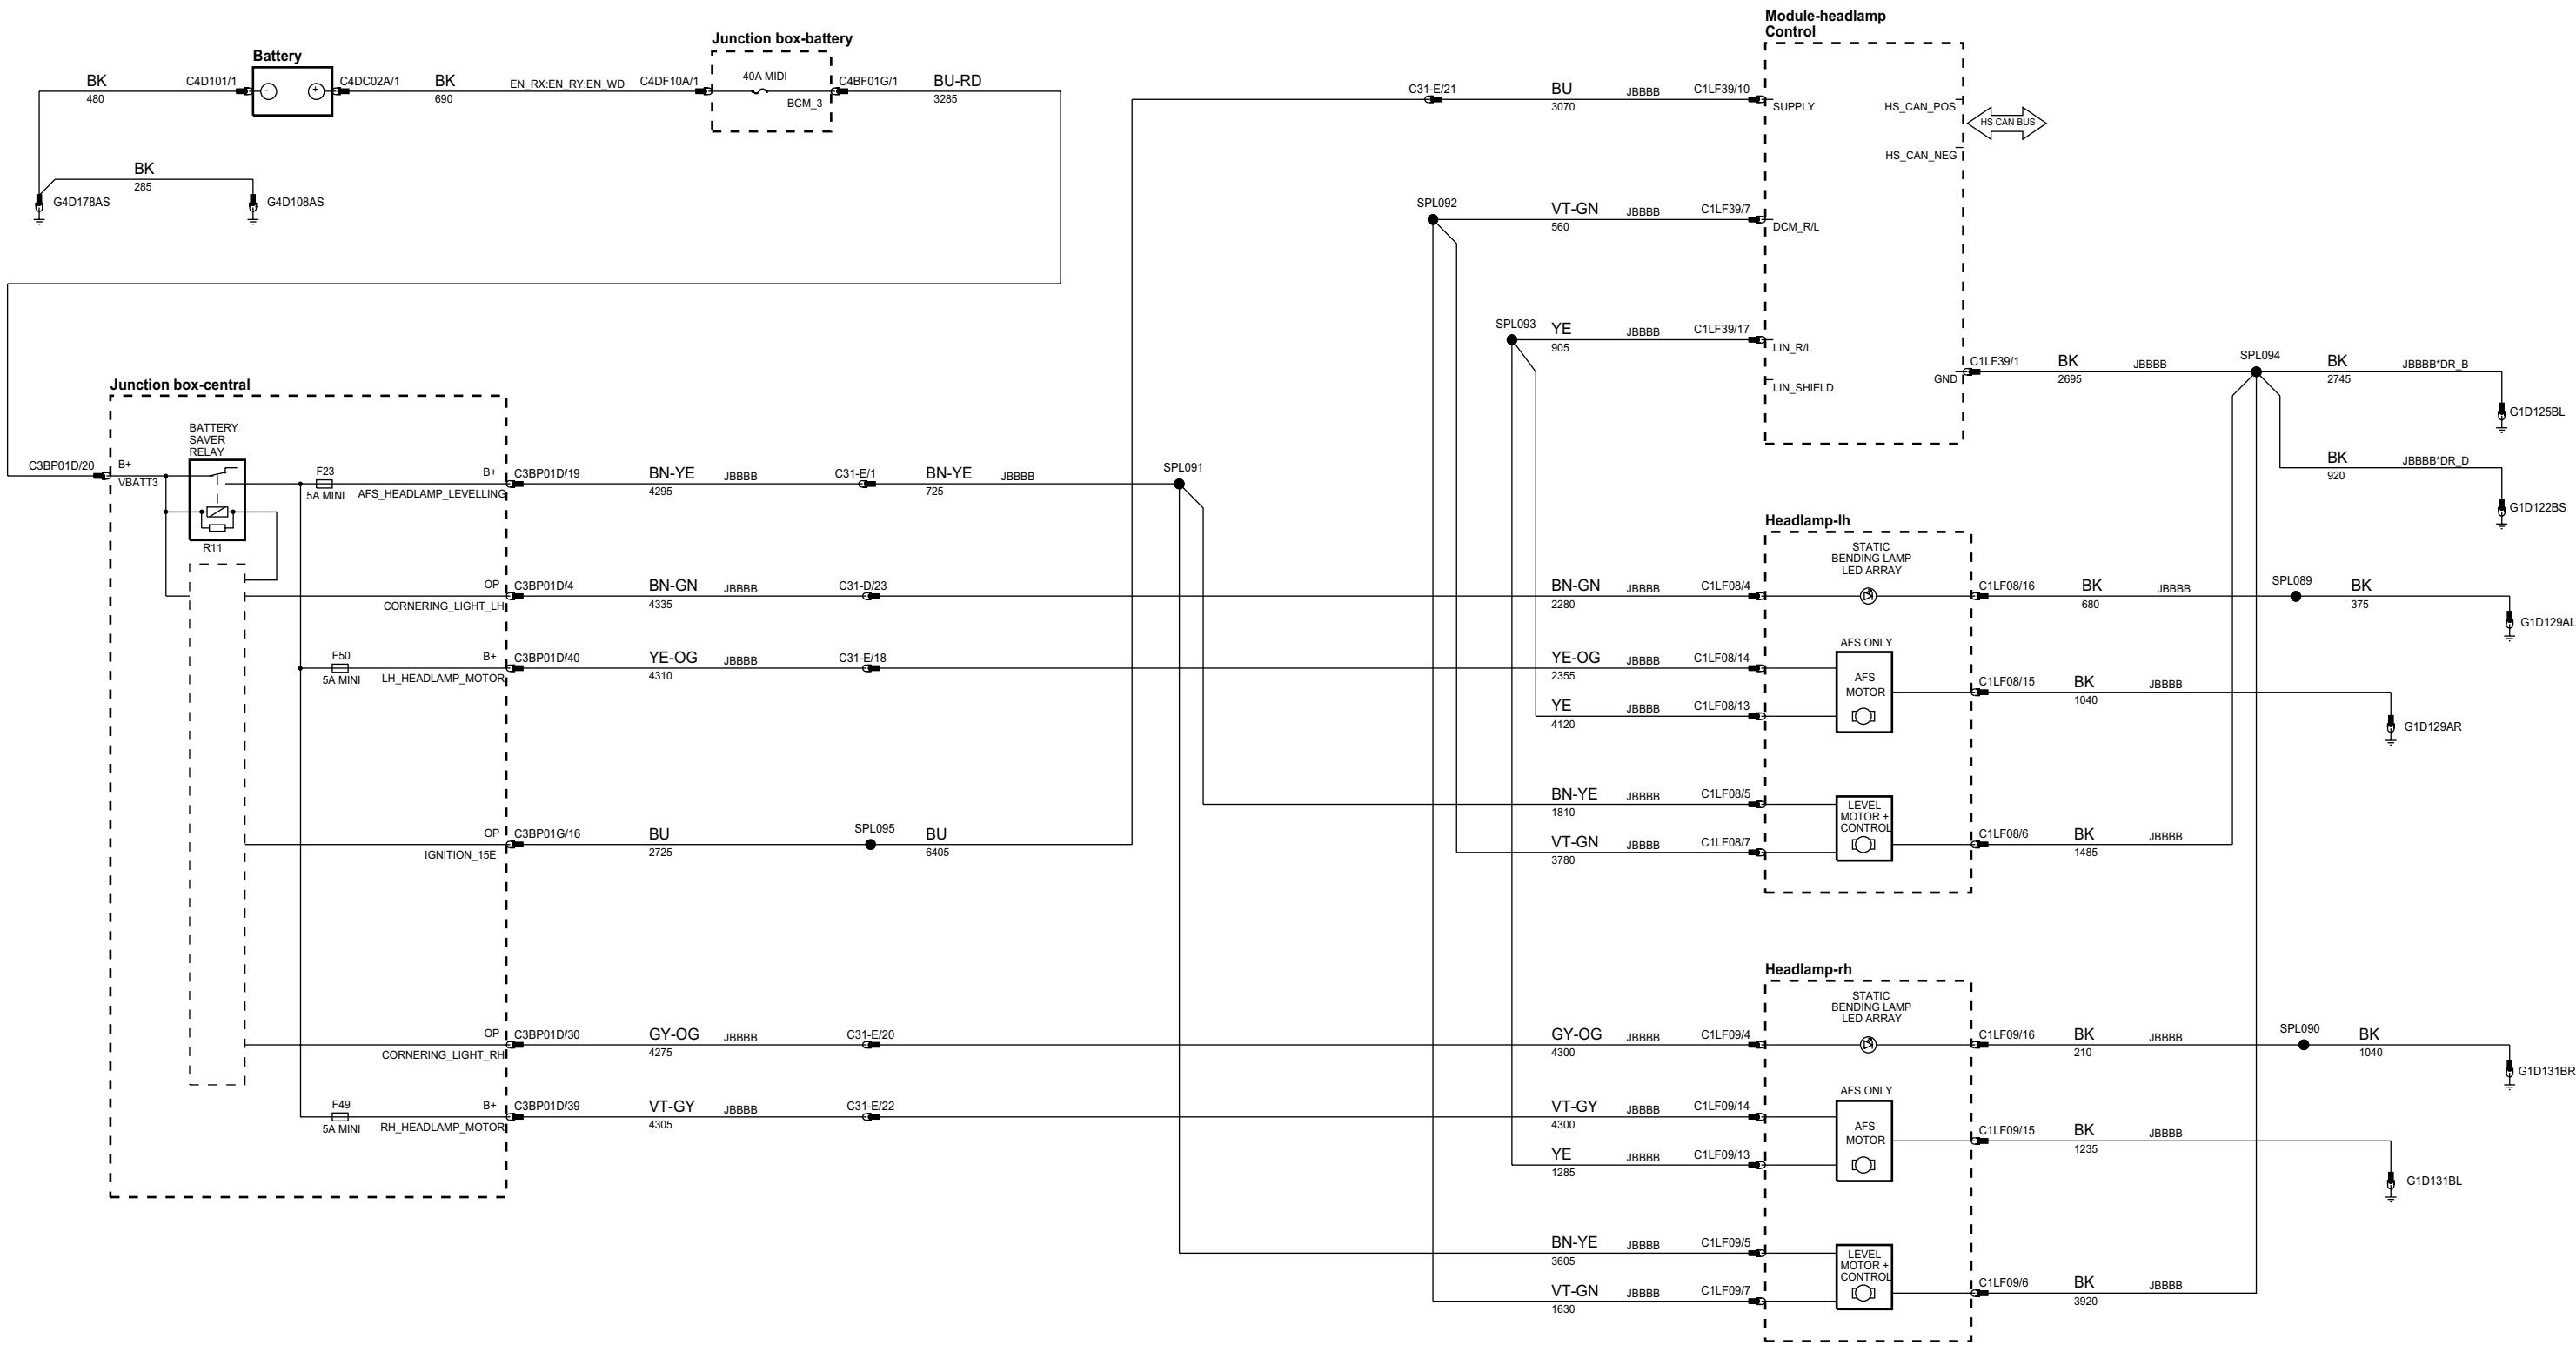 Battery
BK
480
C4D101/1
-
+
C4DC02A/1
BK
690
EN_RX:EN_RY:EN_WD
C4DF10A/1
Junction box-battery
40A MIDI
BCM_3
C4BF01G/1
BU-RD
3285
BK
285
G4D178AS
G4D108AS
Module-headlamp
Control
C31-E/21
BU
3070
JBBBB
C1LF39/10
SUPPLY
HS_CAN_POS
HS CAN BUS
HS_CAN_NEG
SPL092
VT-GN
560
JBBBB
C1LF39/7
DCM_R/L
SPL093
YE
905
JBBBB
C1LF39/17
LIN_R/L
LIN_SHIELD
GND
C1LF39/1
BK
2695
JBBBB
SPL094
BK
2745
JBBBB*DR_B
G1D125BL
BK
920
JBBBB*DR_D
G1D122BS
Junction box-central
BATTERY
SAVER
RELAY
C3BP01D/20
B+
VBATT3
R11
F23
5A MINI
B+
AFS_HEADLAMP_LEVELLING
C3BP01D/19
BN-YE
4295
JBBBB
C31-E/1
BN-YE
725
JBBBB
SPL091
OP
CORNERING_LIGHT_LH
C3BP01D/4
BN-GN
4335
JBBBB
C31-D/23
F50
5A MINI
B+
LH_HEADLAMP_MOTOR
C3BP01D/40
YE-OG
4310
JBBBB
C31-E/18
OP
IGNITION_15E
C3BP01G/16
BU
2725
SPL095
BU
6405
OP
CORNERING_LIGHT_RH
C3BP01D/30
GY-OG
4275
JBBBB
C31-E/20
F49
5A MINI
B+
RH_HEADLAMP_MOTOR
C3BP01D/39
VT-GY
4305
JBBBB
C31-E/22
Headlamp-lh
STATIC
BENDING LAMP
LED ARRAY
BN-GN
2280
JBBBB
C1LF08/4
C1LF08/16
BK
680
JBBBB
SPL089
BK
375
G1D129AL
AFS ONLY
AFS
MOTOR
YE-OG
2355
JBBBB
C1LF08/14
YE
4120
JBBBB
C1LF08/13
C1LF08/15
BK
1040
JBBBB
G1D129AR
BN-YE
1810
JBBBB
C1LF08/5
LEVEL
MOTOR +
CONTROL
VT-GN
3780
JBBBB
C1LF08/7
C1LF08/6
BK
1485
JBBBB
Headlamp-rh
STATIC
BENDING LAMP
LED ARRAY
GY-OG
4300
JBBBB
C1LF09/4
C1LF09/16
BK
210
JBBBB
SPL090
BK
1040
G1D131BR
AFS ONLY
AFS
MOTOR
VT-GY
4300
JBBBB
C1LF09/14
YE
1285
JBBBB
C1LF09/13
C1LF09/15
BK
1235
JBBBB
G1D131BL
BN-YE
3605
JBBBB
C1LF09/5
LEVEL
MOTOR +
CONTROL
VT-GN
1630
JBBBB
C1LF09/7
C1LF09/6
BK
3920
JBBBB